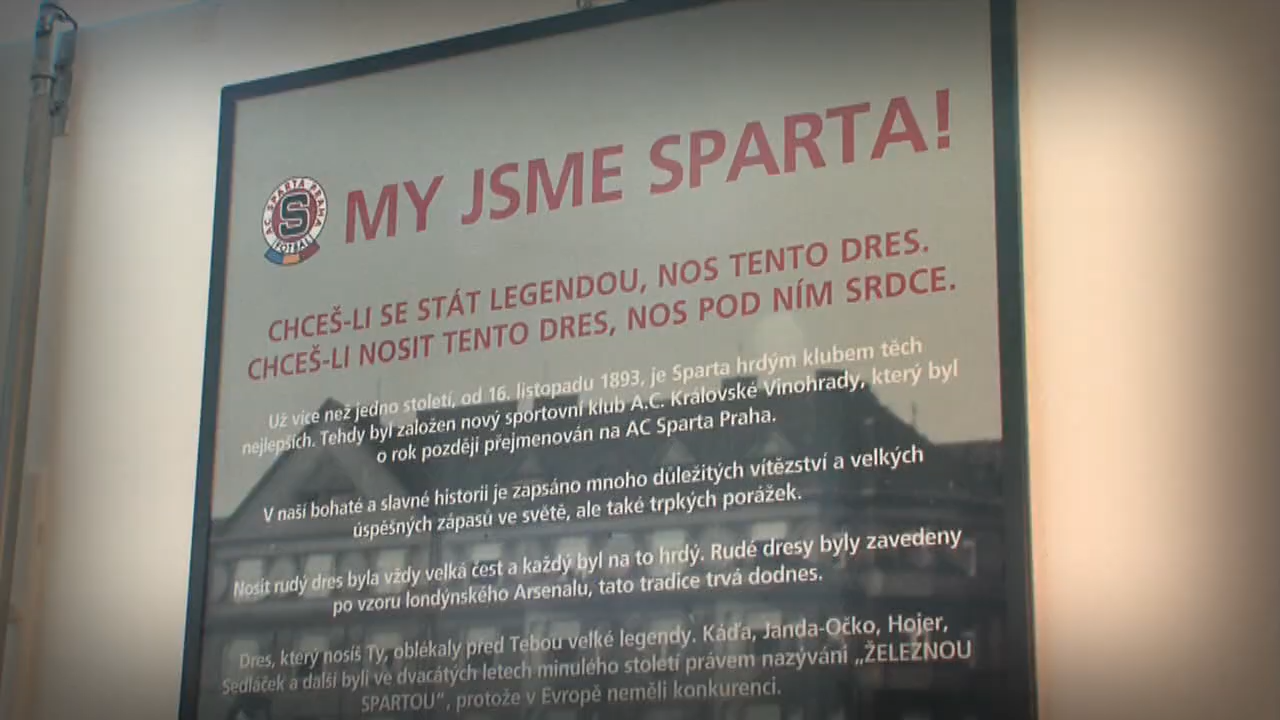 AC SPARTA PRAHA
S
FOTBAL
MY JSME SPARTA!
CHCEŠ-LI SE STÁT LEGENDOU, NOS TENTO DRES.
CHCEŠ-LI NOSIT TENTO DRES, NOS POD NÍM SRDCE.
Už více než jedno století, od 16. listopadu 1893, je Sparta hrdým klubem těch
nejlepších. Tehdy byl založen nový sportovní klub A.C. Královské Vinohrady, který byl
o rok později přejmenován na AC Sparta Praha.
V naší bohaté a slavné historii je zapsáno mnoho důležitých vítězství a velkých
úspěšných zápasů ve světě, ale také trpkých porážek.
Nosit rudý dres byla vždy velká čest a každý byl na to hrdý. Rudé dresy byly zavedeny
po vzoru londýnského Arsenalu, tato tradice trvá dodnes.
Dres, který nosíš Ty, oblékaly před Tebou velké legendy. Káďa, Janda-Očko, Hojer,
Sedláček a další byli ve dvacátých letech minulého století právem nazýváni „ŽELEZNOU
SPARTOU“, protože v Evropě neměli konkurenci.